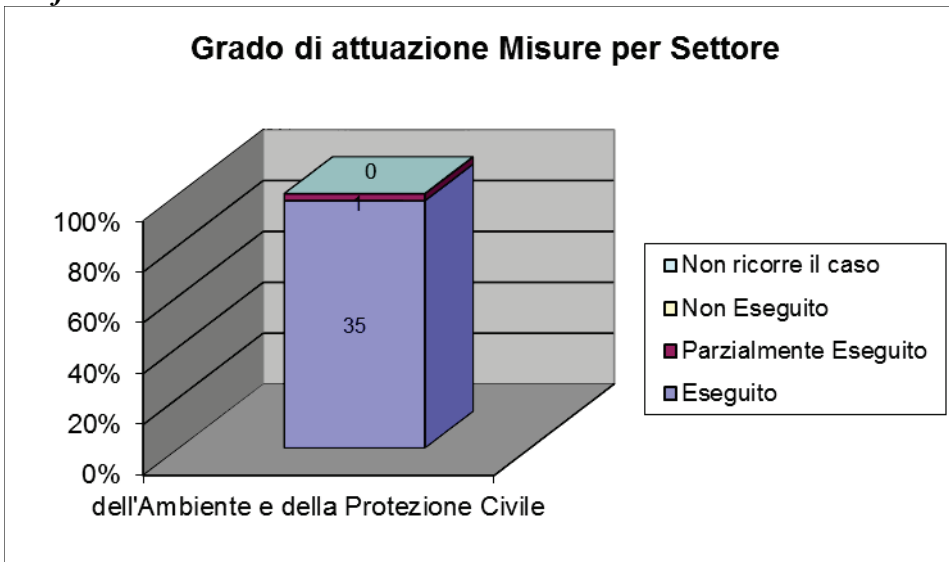 Grado di attuazione Misure per Settore
0
1
35
100%
80%
60%
40%
20%
0%
dell'Ambiente e della Protezione Civile
Non ricorre il caso
Non Eseguito
Parzialmente Eseguito
Eseguito